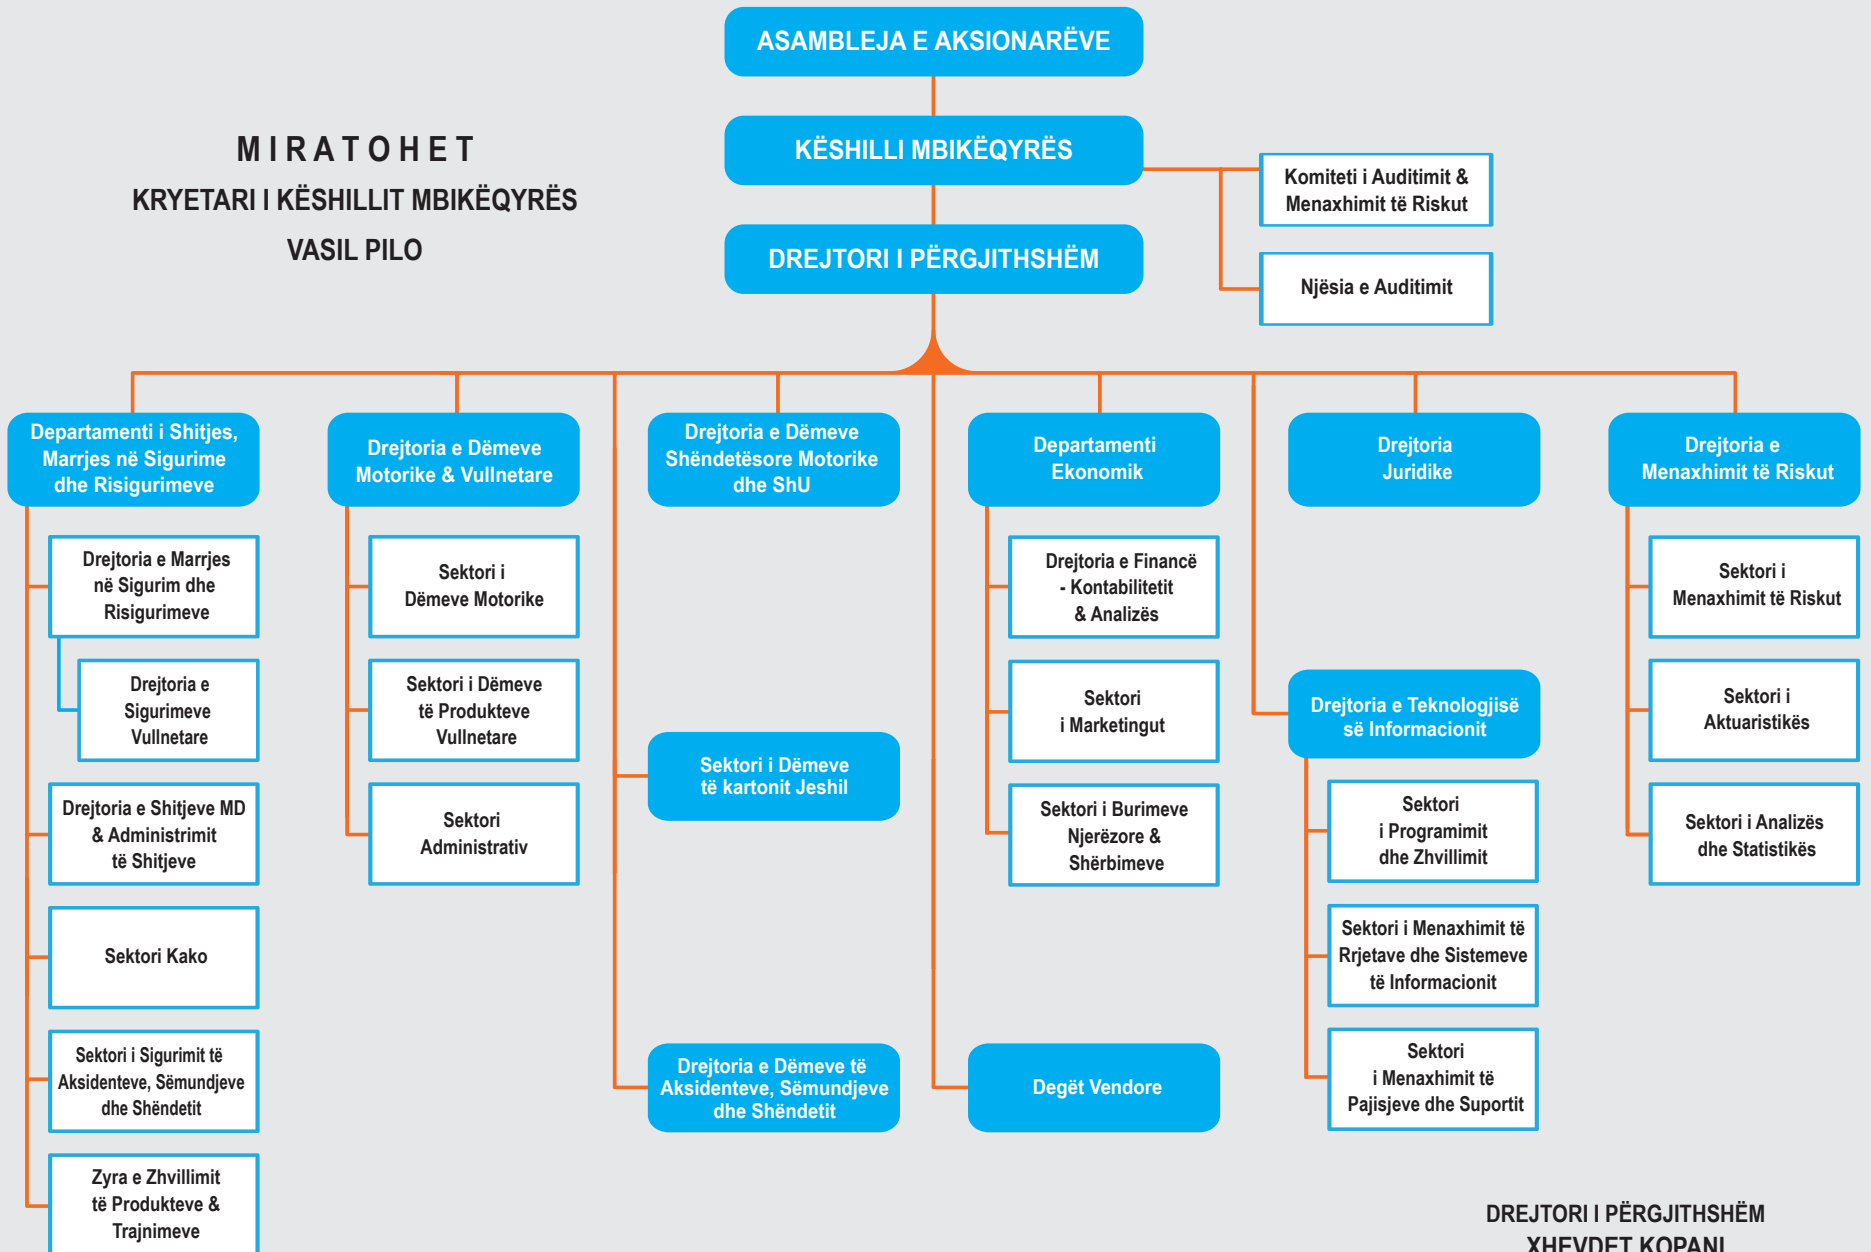 ASAMBLEJA E AKSIONARËVE
M I R A T O H E T
KRYETARI I KËSHILLIT MBIKËQYRËS
VASIL PILO
KËSHILLI MBIKËQYRËS
Komiteti i Auditimit &
Menaxhimit të Riskut
DREJTORI I PËRGJITHSHËM
Njësia e Auditimit
Departamenti i Shitjes,
Marrjes në Sigurime
dhe Risigurimeve
Drejtoria e Marrjes
në Sigurim dhe
Risigurimeve
Drejtoria e
Sigurimeve
Vullnetare
Drejtoria e Shitjeve MD
& Administrimit
të Shitjeve
Sektori Kako
Sektori i Sigurimit të
Aksidenteve, Sëmundjeve
dhe Shëndetit
Zyra e Zhvillimit
të Produkteve &
Trajnimeve
Drejtoria e Dëmeve
Motorike & Vullnetare
Sektori i
Dëmeve Motorike
Sektori i Dëmeve
të Produkteve
Vullnetare
Sektori
Administrativ
Drejtoria e Dëmeve
Shëndetësore Motorike
dhe ShU
Sektori i Dëmeve
të kartonit Jeshil
Drejtoria e Dëmeve të
Aksidenteve, Sëmundjeve
dhe Shëndetit
Departamenti
Ekonomik
Drejtoria e Financë
- Kontabilitetit
& Analizës
Sektori
i Marketingut
Sektori i Burimeve
Njerëzore &
Shërbimeve
Degët Vendore
Drejtoria
Juridike
Drejtoria e Teknologjisë
së Informacionit
Sektori
i Programimit
dhe Zhvillimit
Sektori i Menaxhimit të
Rrjetave dhe Sistemeve
të Informacionit
Sektori
i Menaxhimit të
Pajisjeve dhe Suportit
Drejtoria e
Menaxhimit të Riskut
Sektori i
Menaxhimit të Riskut
Sektori i
Aktuaristikës
Sektori i Analizës
dhe Statistikës
DREJTORI I PËRGJITHSHËM
XHEVDET KOPANI